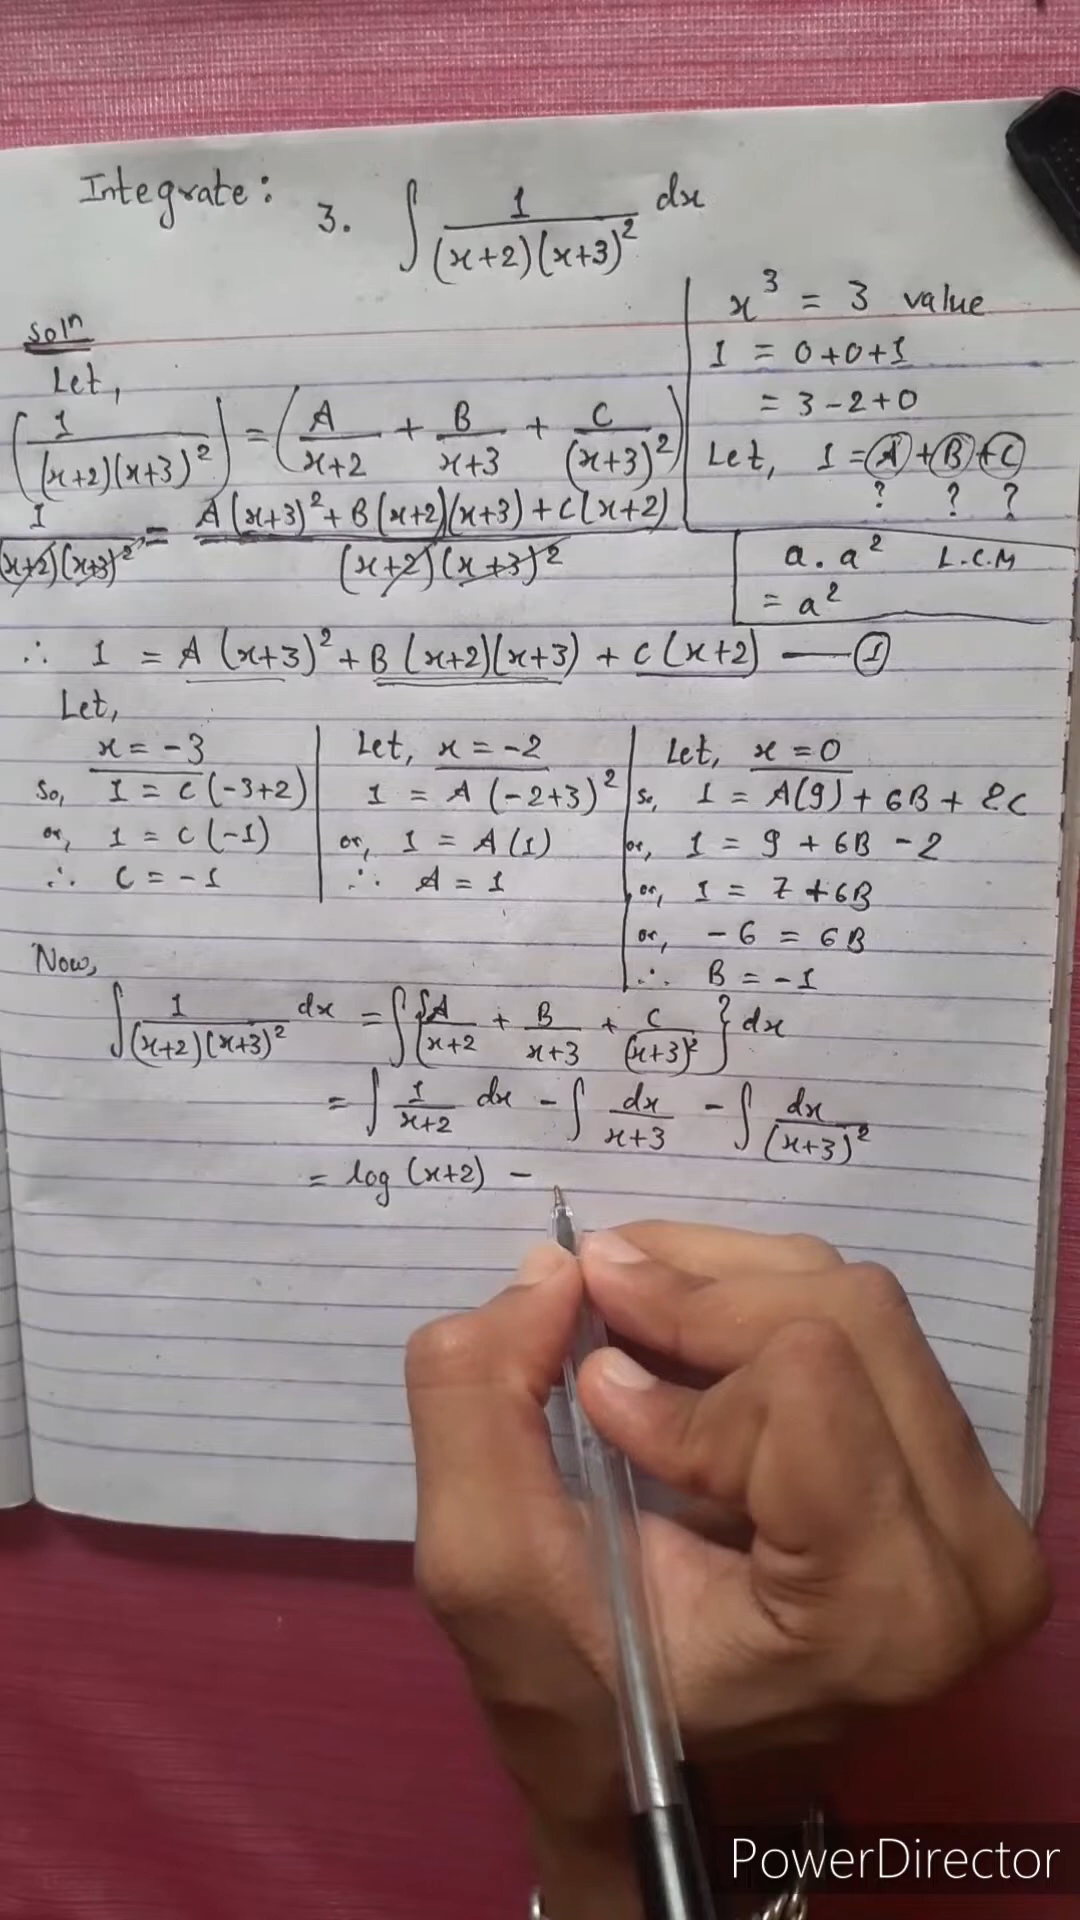 Integrate: 3. ∫ 1/((x+2)(x+3)²) dx
Soln
Let,
(1/((x+2)(x+3)²)) = (A/(x+2) + B/(x+3) + C/(x+3)²)
1/((x+2)(x+3)²) = (A(x+3)² + B(x+2)(x+3) + C(x+2))/((x+2)(x+3)²)
x³ = 3 value
1 = 0+0+1
= 3-2+0
Let, 1 = A+B+C
? ? ?
a.a² L.C.M
= a²
∴ 1 = A(x+3)² + B(x+2)(x+3) + C(x+2) — ①
Let,
x = -3
So, 1 = C(-3+2)
or, 1 = C(-1)
∴ C = -1
Let, x = -2
1 = A(-2+3)²
or, 1 = A(1)
∴ A = 1
Let, x = 0
So, 1 = A(9) + 6B + 2C
or, 1 = 9 + 6B - 2
or, 1 = 7 + 6B
or, -6 = 6B
∴ B = -1
Now,
∫ 1/((x+2)(x+3)²) dx = ∫{A/(x+2) + B/(x+3) + C/(x+3)²} dx
= ∫ 1/(x+2) dx - ∫ dx/(x+3) - ∫ dx/(x+3)²
= log (x+2) -
PowerDirector